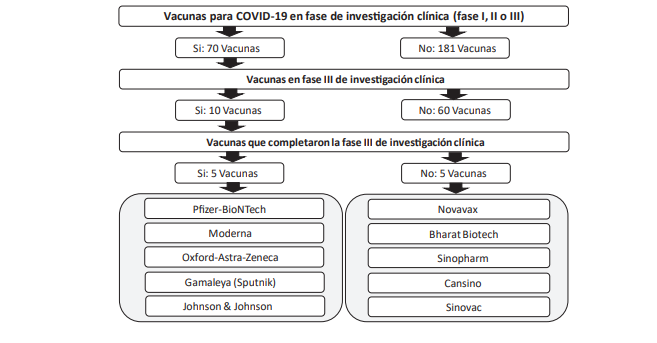 Vacunas para COVID-19 en fase de investigación clínica (fase I, II o III)
Si: 70 Vacunas
No: 181 Vacunas
Vacunas en fase III de investigación clínica
Si: 10 Vacunas
No: 60 Vacunas
Vacunas que completaron la fase III de investigación clínica
Si: 5 Vacunas
No: 5 Vacunas
Pfizer-BioNTech
Moderna
Oxford-Astra-Zeneca
Gamaleya (Sputnik)
Johnson & Johnson
Novavax
Bharat Biotech
Sinopharm
Cansino
Sinovac